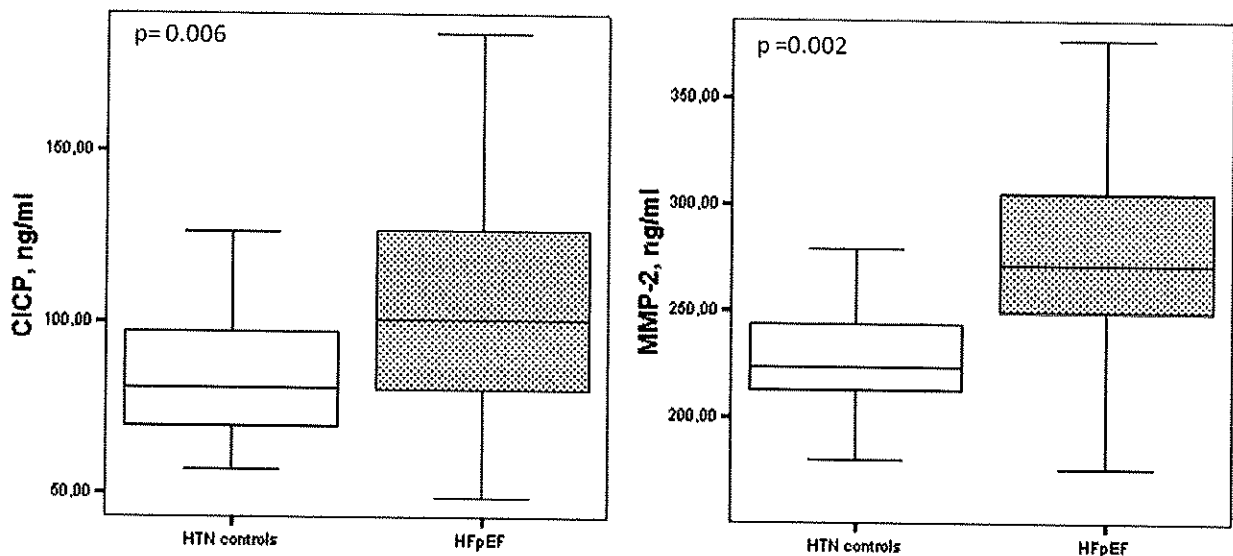 p= 0.006
CICP, ng/ml
150,00
100,00
50,00
HTN controls
HFpEF
p =0.002
MMP-2, ng/ml
350,00
300,00
250,00
200,00
HTN controls
HFpEF